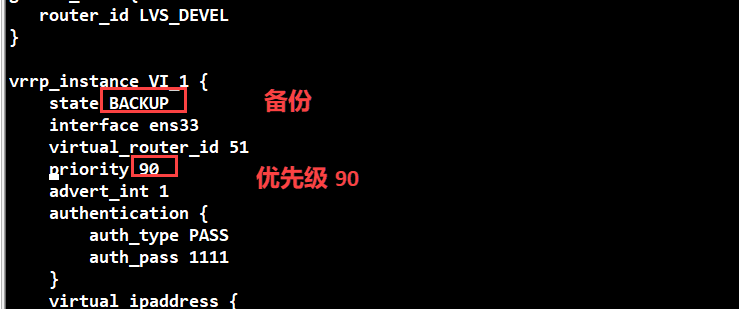 router_id LVS_DEVEL
}
vrrp_instance VI_1 {
state BACKUP 备份
interface ens33
virtual_router_id 51
priority 90 优先级 90
advert_int 1
authentication {
auth_type PASS
auth_pass 1111
}
virtual_ipaddress {